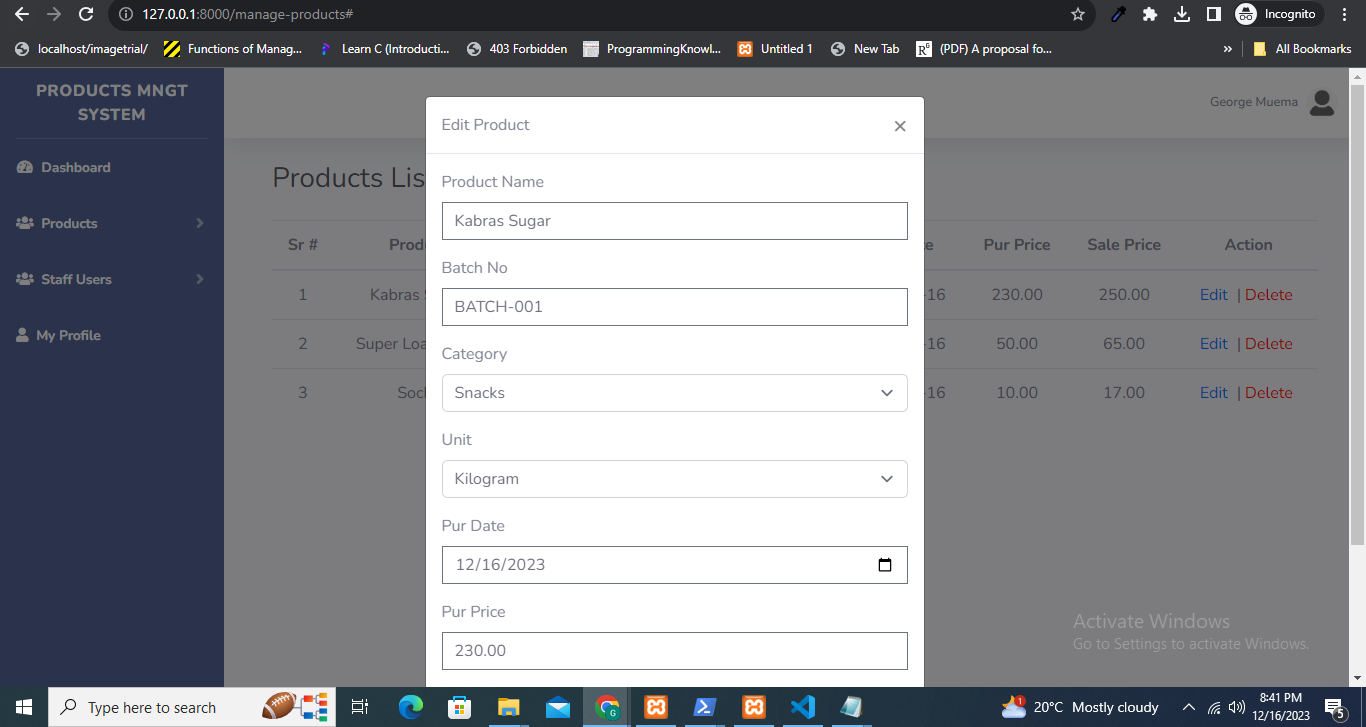 127.0.0.1:8000/manage-products#
Incognito
localhost/imagetrial/
Functions of Manag...
Learn C (Introducti...
403 Forbidden
ProgrammingKnowl...
Untitled 1
New Tab
(PDF) A proposal fo...
»
All Bookmarks
PRODUCTS MNGT
SYSTEM
Dashboard
Products
Staff Users
My Profile
George Muema
Products Lis
Sr # Produ e Pur Price Sale Price Action
1 Kabras S -16 230.00 250.00 Edit | Delete
2 Super Loa -16 50.00 65.00 Edit | Delete
3 Soc -16 10.00 17.00 Edit | Delete
Edit Product
×
Product Name
Kabras Sugar
Batch No
BATCH-001
Category
Snacks
Unit
Kilogram
Pur Date
12/16/2023
Pur Price
230.00
Activate Windows
Go to Settings to activate Windows.
Type here to search
1
20°C Mostly cloudy
8:41 PM
12/16/2023
5